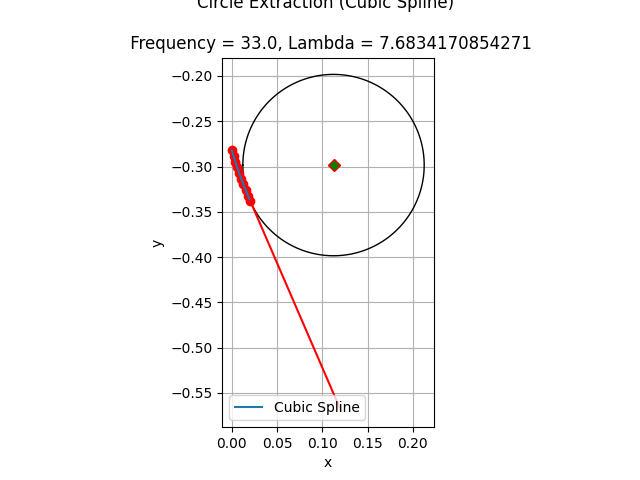 Circle Extraction (Cubic Spline)
Frequency = 33.0, Lambda = 7.6834170854271
−0.20
−0.25
−0.30
−0.35
−0.40
−0.45
−0.50
−0.55
y
Cubic Spline
0.00 0.05 0.10 0.15 0.20
x